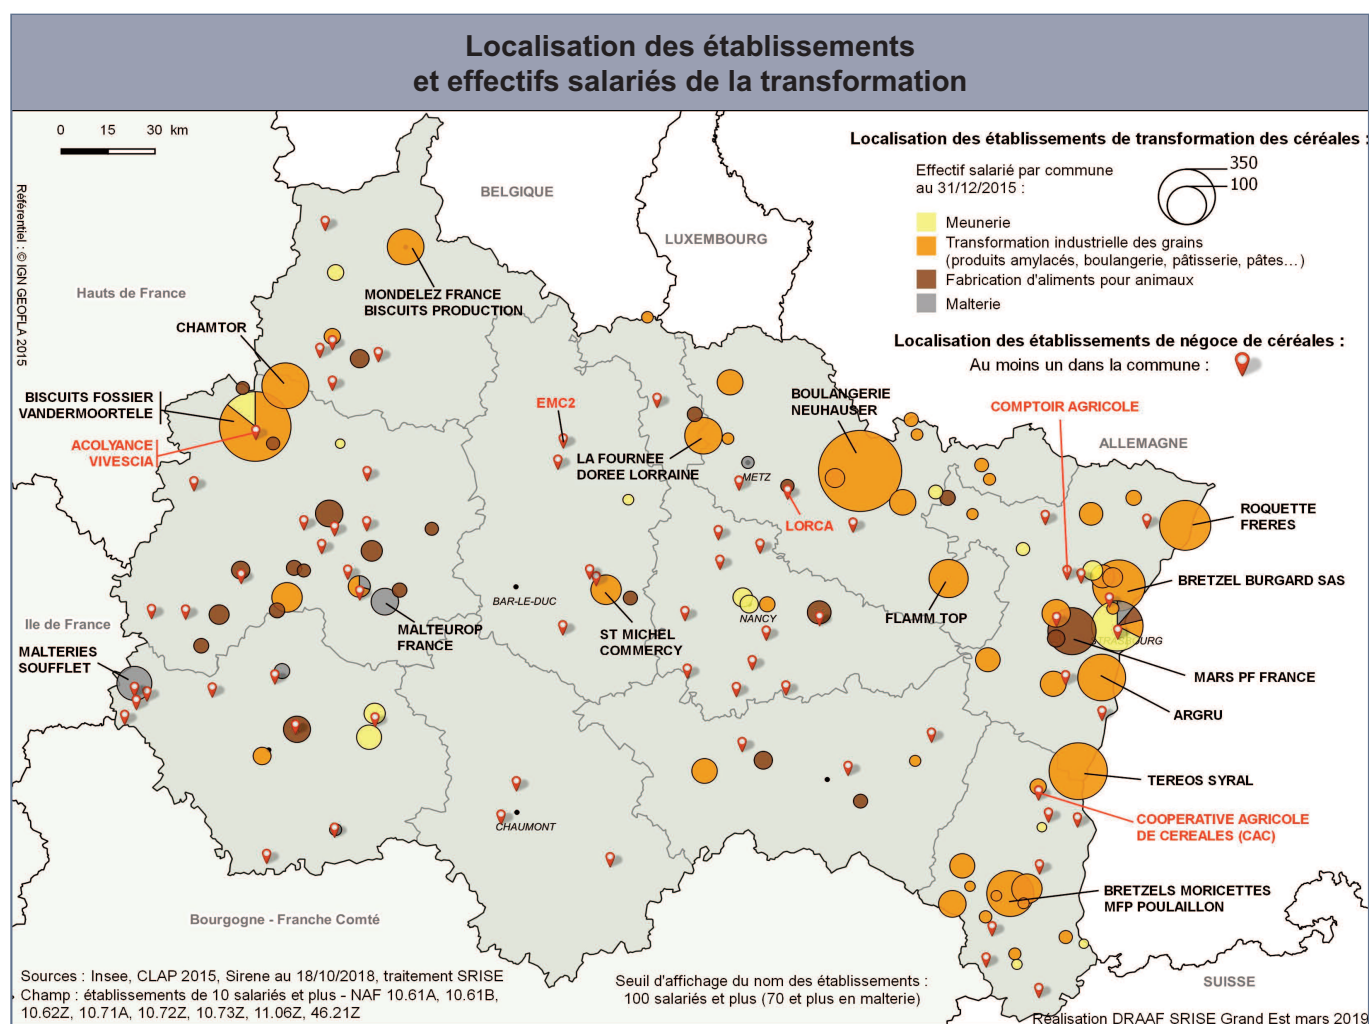 Localisation des établissements
et effectifs salariés de la transformation
0 15 30 km
Référentiel : © IGN GEOFLA 2015
Localisation des établissements de transformation des céréales :
Effectif salarié par commune
au 31/12/2015 :
350
100
Meunerie
Transformation industrielle des grains
(produits amylacés, boulangerie, pâtisserie, pâtes...)
Fabrication d'aliments pour animaux
Malterie
Localisation des établissements de négoce de céréales :
Au moins un dans la commune :
BELGIQUE
LUXEMBOURG
Hauts de France
MONDELEZ FRANCE
BISCUITS PRODUCTION
CHAMTOR
BISCUITS FOSSIER
VANDERMOORTELE
ACOLYANCE
VIVESCIA
EMC2
BOULANGERIE
NEUHAUSER
COMPTOIR AGRICOLE
ALLEMAGNE
LA FOURNEE
DOREE LORRAINE
METZ
LORCA
ROQUETTE
FRERES
BRETZEL BURGARD SAS
BAR-LE-DUC
NANCY
FLAMM TOP
Ile de France
MALTEUROP
FRANCE
ST MICHEL
COMMERCY
MALTERIES
SOUFFLET
MARS PF FRANCE
ARGRU
TEREOS SYRAL
COOPERATIVE AGRICOLE
DE CEREALES (CAC)
CHAUMONT
BRETZELS MORICETTES
MFP POULAILLON
Bourgogne - Franche Comté
SUISSE
Sources : Insee, CLAP 2015, Sirene au 18/10/2018, traitement SRISE
Champ : établissements de 10 salariés et plus - NAF 10.61A, 10.61B,
10.62Z, 10.71A, 10.72Z, 10.73Z, 11.06Z, 46.21Z
Seuil d'affichage du nom des établissements :
100 salariés et plus (70 et plus en malterie)
Réalisation DRAAF SRISE Grand Est mars 2019